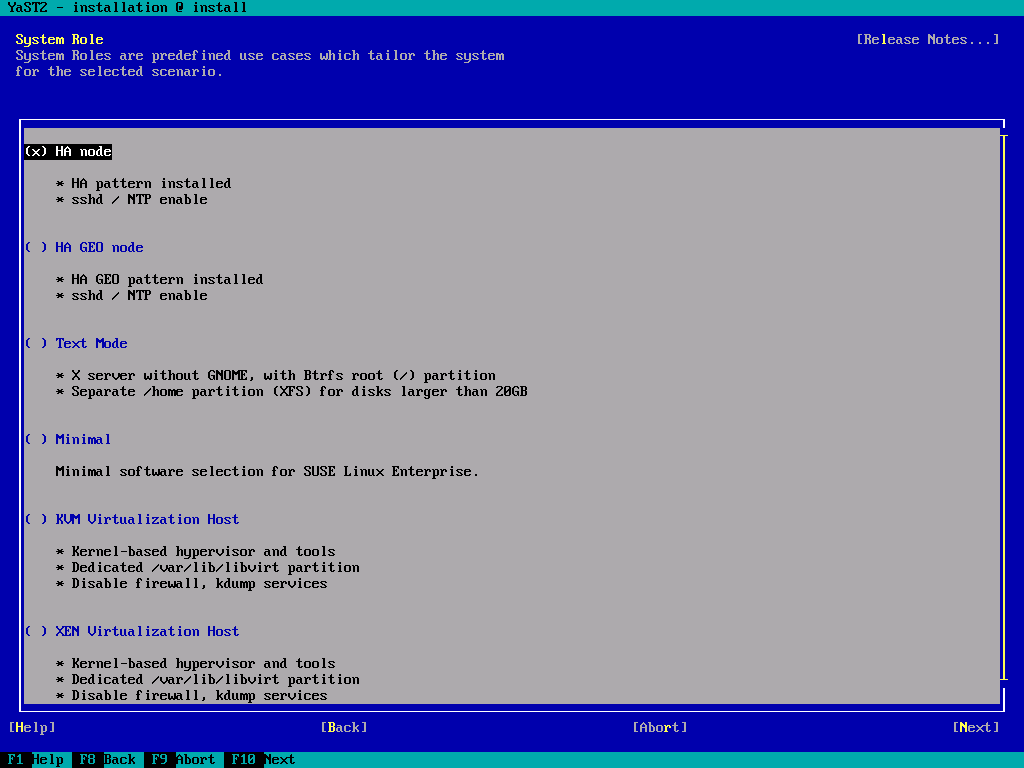 YaST2 - installation @ install
System Role [Release Notes...]
System Roles are predefined use cases which tailor the system
for the selected scenario.
(x) HA node
* HA pattern installed
* sshd / NTP enable
( ) HA GEO node
* HA GEO pattern installed
* sshd / NTP enable
( ) Text Mode
* X server without GNOME, with Btrfs root (/) partition
* Separate /home partition (XFS) for disks larger than 20GB
( ) Minimal
Minimal software selection for SUSE Linux Enterprise.
( ) KVM Virtualization Host
* Kernel-based hypervisor and tools
* Dedicated /var/lib/libvirt partition
* Disable firewall, kdump services
( ) XEN Virtualization Host
* Kernel-based hypervisor and tools
* Dedicated /var/lib/libvirt partition
* Disable firewall, kdump services
[Help] [Back] [Abort] [Next]
F1 Help F8 Back F9 Abort F10 Next